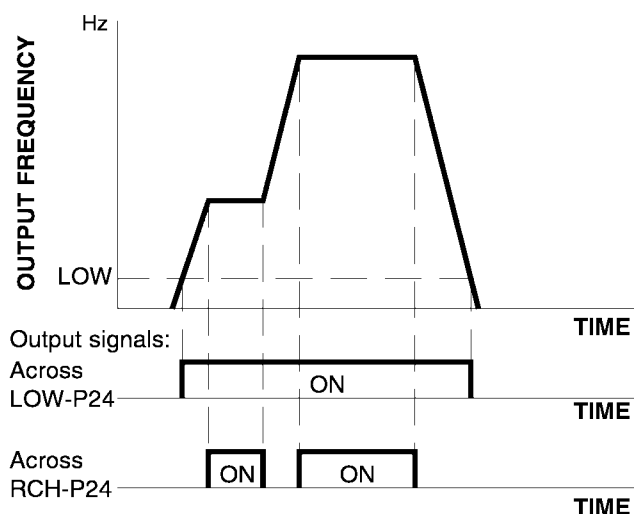 Hz
OUTPUT FREQUENCY
LOW
TIME
Output signals:
Across
LOW-P24
ON
TIME
Across
RCH-P24
ON
ON
TIME